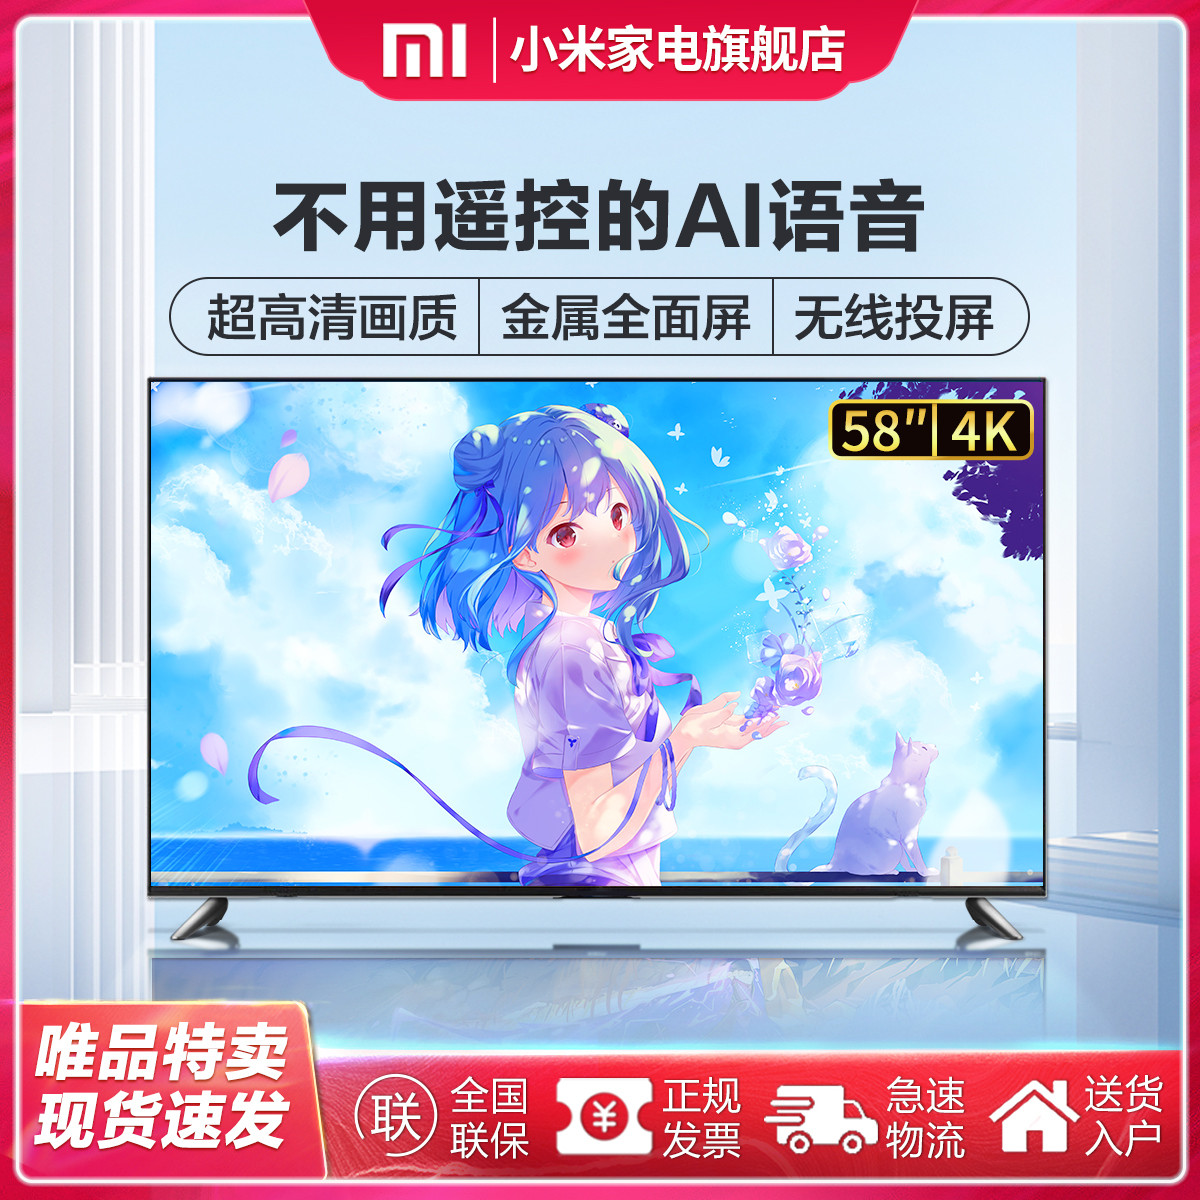 MI 小米家电旗舰店
不用遥控的AI语音
超高清画质 金属全面屏 无线投屏
58" 4K
唯品特卖
现货速发
联 全国联保
¥ 正规发票
急速物流
送货入户